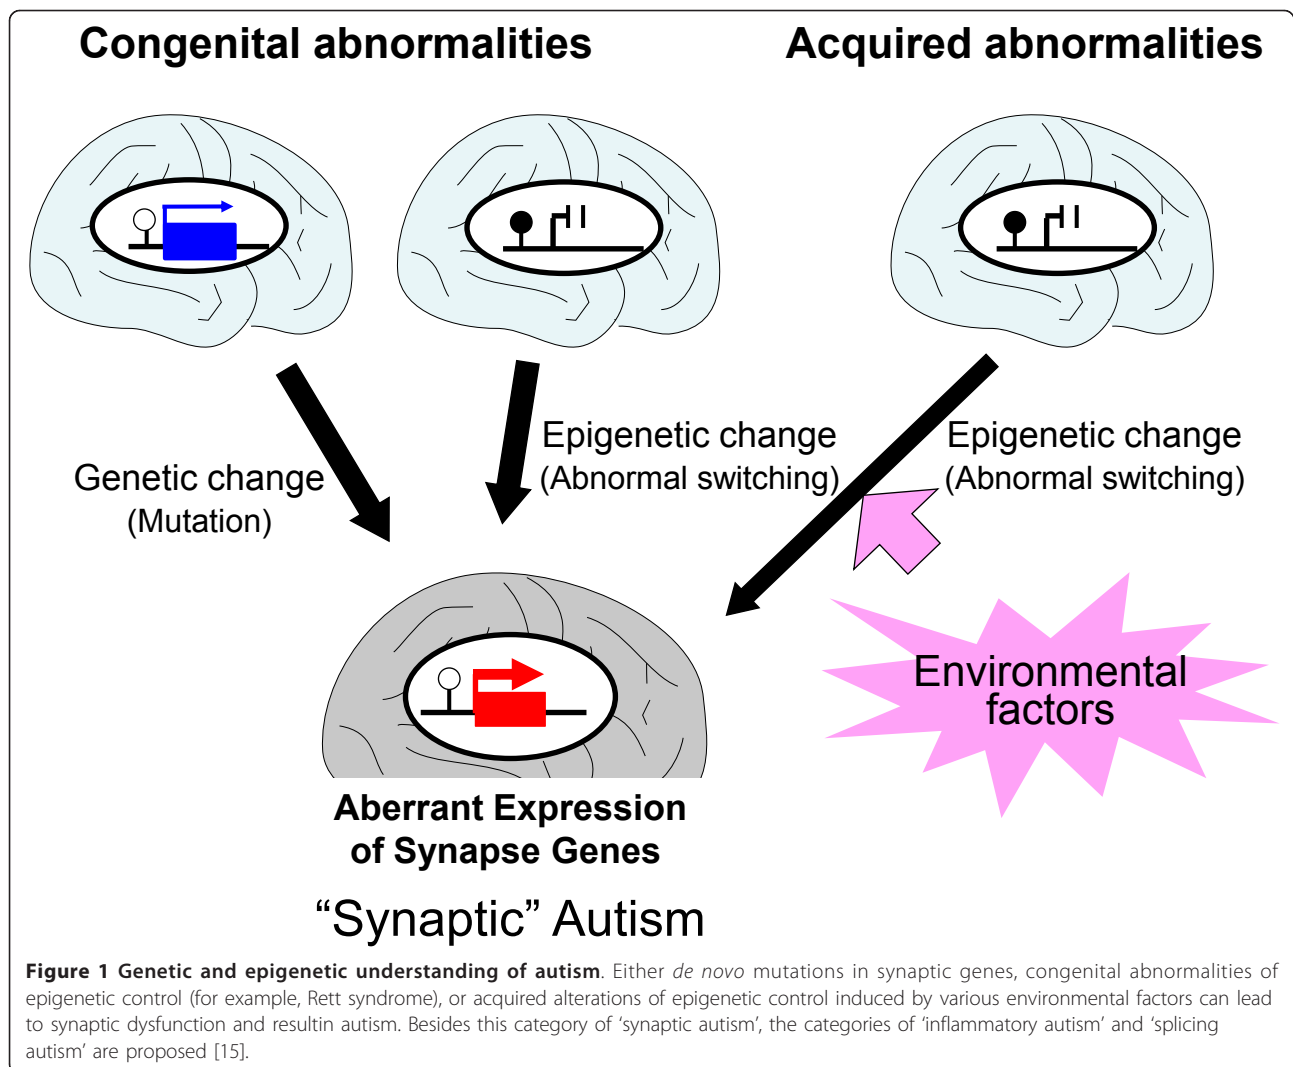 Congenital abnormalities
Acquired abnormalities
Genetic change
(Mutation)
Epigenetic change
(Abnormal switching)
Epigenetic change
(Abnormal switching)
Environmental
factors
Aberrant Expression
of Synapse Genes
“Synaptic” Autism
Figure 1 Genetic and epigenetic understanding of autism. Either de novo mutations in synaptic genes, congenital abnormalities of
epigenetic control (for example, Rett syndrome), or acquired alterations of epigenetic control induced by various environmental factors can lead
to synaptic dysfunction and resultin autism. Besides this category of ‘synaptic autism’, the categories of ‘inflammatory autism’ and ‘splicing
autism’ are proposed [15].